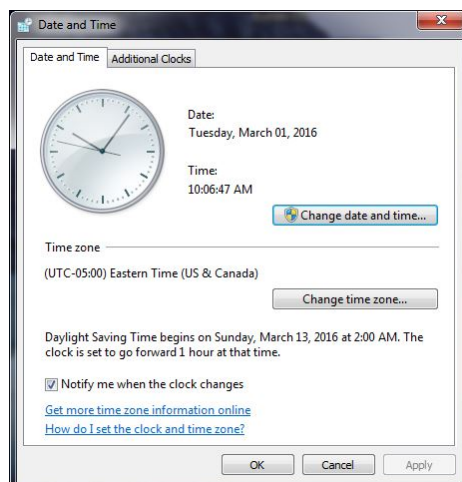 Date and Time
Date and Time
Additional Clocks
Date:
Tuesday, March 01, 2016
Time:
10:06:47 AM
Change date and time...
Time zone
(UTC-05:00) Eastern Time (US & Canada)
Change time zone...
Daylight Saving Time begins on Sunday, March 13, 2016 at 2:00 AM. The
clock is set to go forward 1 hour at that time.
Notify me when the clock changes
Get more time zone information online
How do I set the clock and time zone?
OK
Cancel
Apply